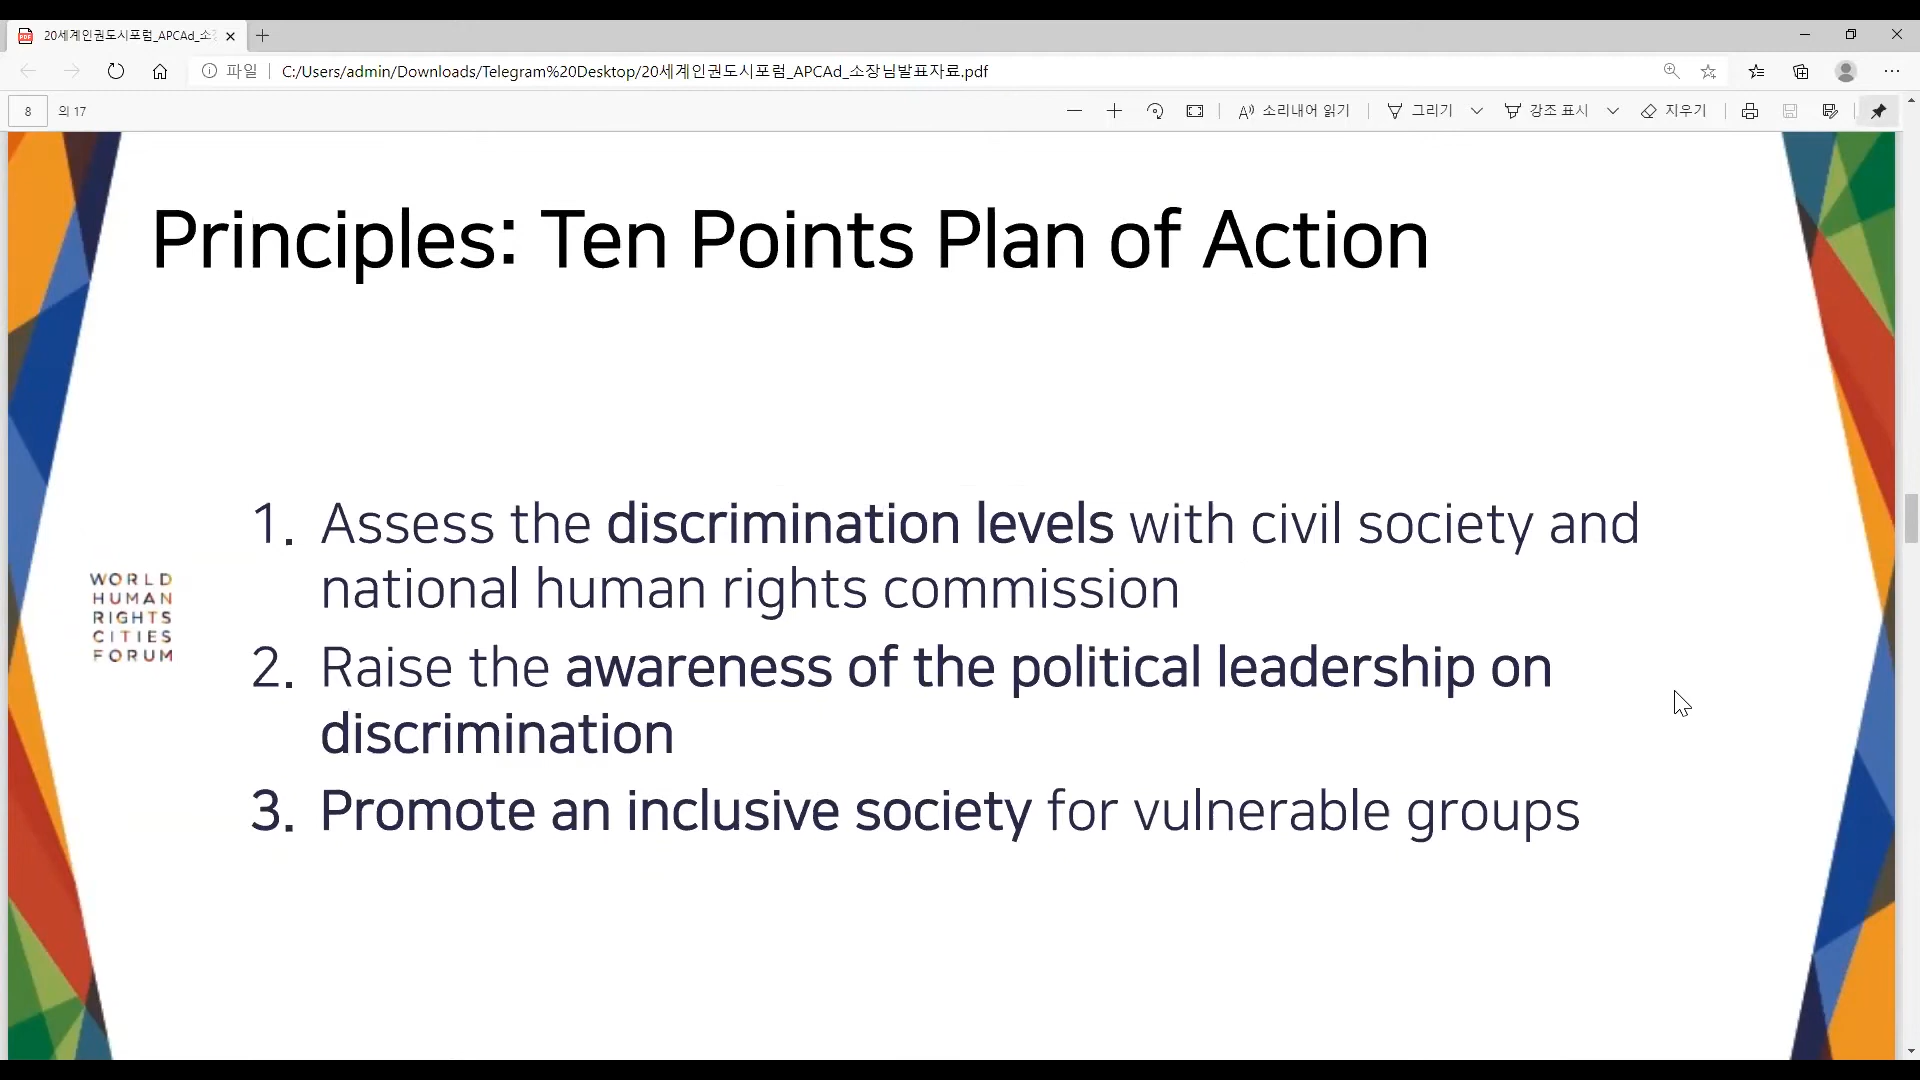 20세계인권도시포럼_APCAd_소
파일
C:/Users/admin/Downloads/Telegram%20Desktop/20세계인권도시포럼_APCAd_소장님발표자료.pdf
8 의 17
소리내어 읽기
그리기
강조 표시
지우기
Principles: Ten Points Plan of Action
1. Assess the discrimination levels with civil society and
national human rights commission
2. Raise the awareness of the political leadership on
discrimination
3. Promote an inclusive society for vulnerable groups
WORLD
HUMAN
RIGHTS
CITIES
FORUM